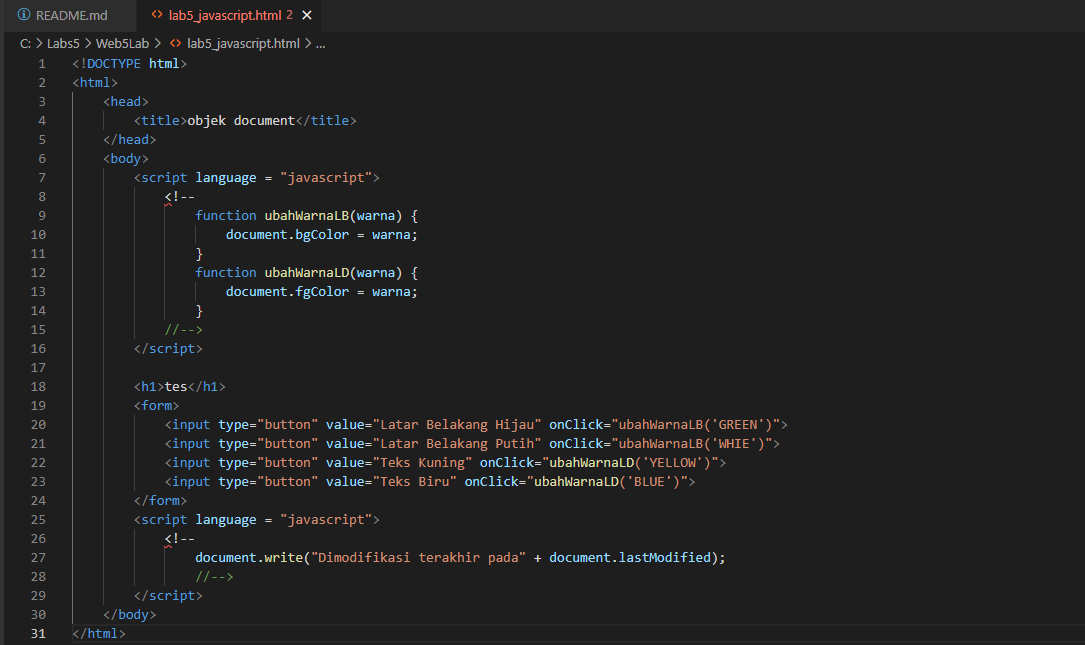 README.md lab5_javascript.html 2
C: > Labs5 > Web5Lab > lab5_javascript.html > ...
1 <!DOCTYPE html>
2 <html>
3 <head>
4 <title>objek document</title>
5 </head>
6 <body>
7 <script language = "javascript">
8 <!--
9 function ubahWarnaLB(warna) {
10 document.bgColor = warna;
11 }
12 function ubahWarnaLD(warna) {
13 document.fgColor = warna;
14 }
15 //-->
16 </script>
17
18 <h1>tes</h1>
19 <form>
20 <input type="button" value="Latar Belakang Hijau" onClick="ubahWarnaLB('GREEN')">
21 <input type="button" value="Latar Belakang Putih" onClick="ubahWarnaLB('WHIE')">
22 <input type="button" value="Teks Kuning" onClick="ubahWarnaLD('YELLOW')">
23 <input type="button" value="Teks Biru" onClick="ubahWarnaLD('BLUE')">
24 </form>
25 <script language = "javascript">
26 <!--
27 document.write("Dimodifikasi terakhir pada" + document.lastModified);
28 //-->
29 </script>
30 </body>
31 </html>